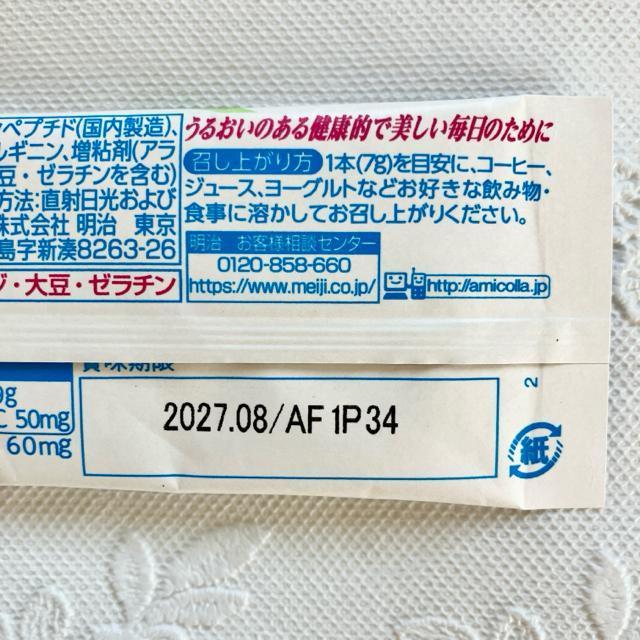 ペプチド(国内製造)、
ルギニン、増粘剤(アラ
豆・ゼラチンを含む)
方法:直射日光および
株式会社 明治 東京
島字新湊8263-26
ジ・大豆・ゼラチン
うるおいのある健康的で美しい毎日のために
召し上がり方 1本(7g)を目安に、コーヒー、
ジュース、ヨーグルトなどお好きな飲み物・
食事に溶かしてお召し上がりください。
明治 お客様相談センター
0120-858-660
https://www.meiji.co.jp/
http://amicolla.jp
賞味期限
2027.08/AF 1P34
0g
C 50mg
60mg
2
紙